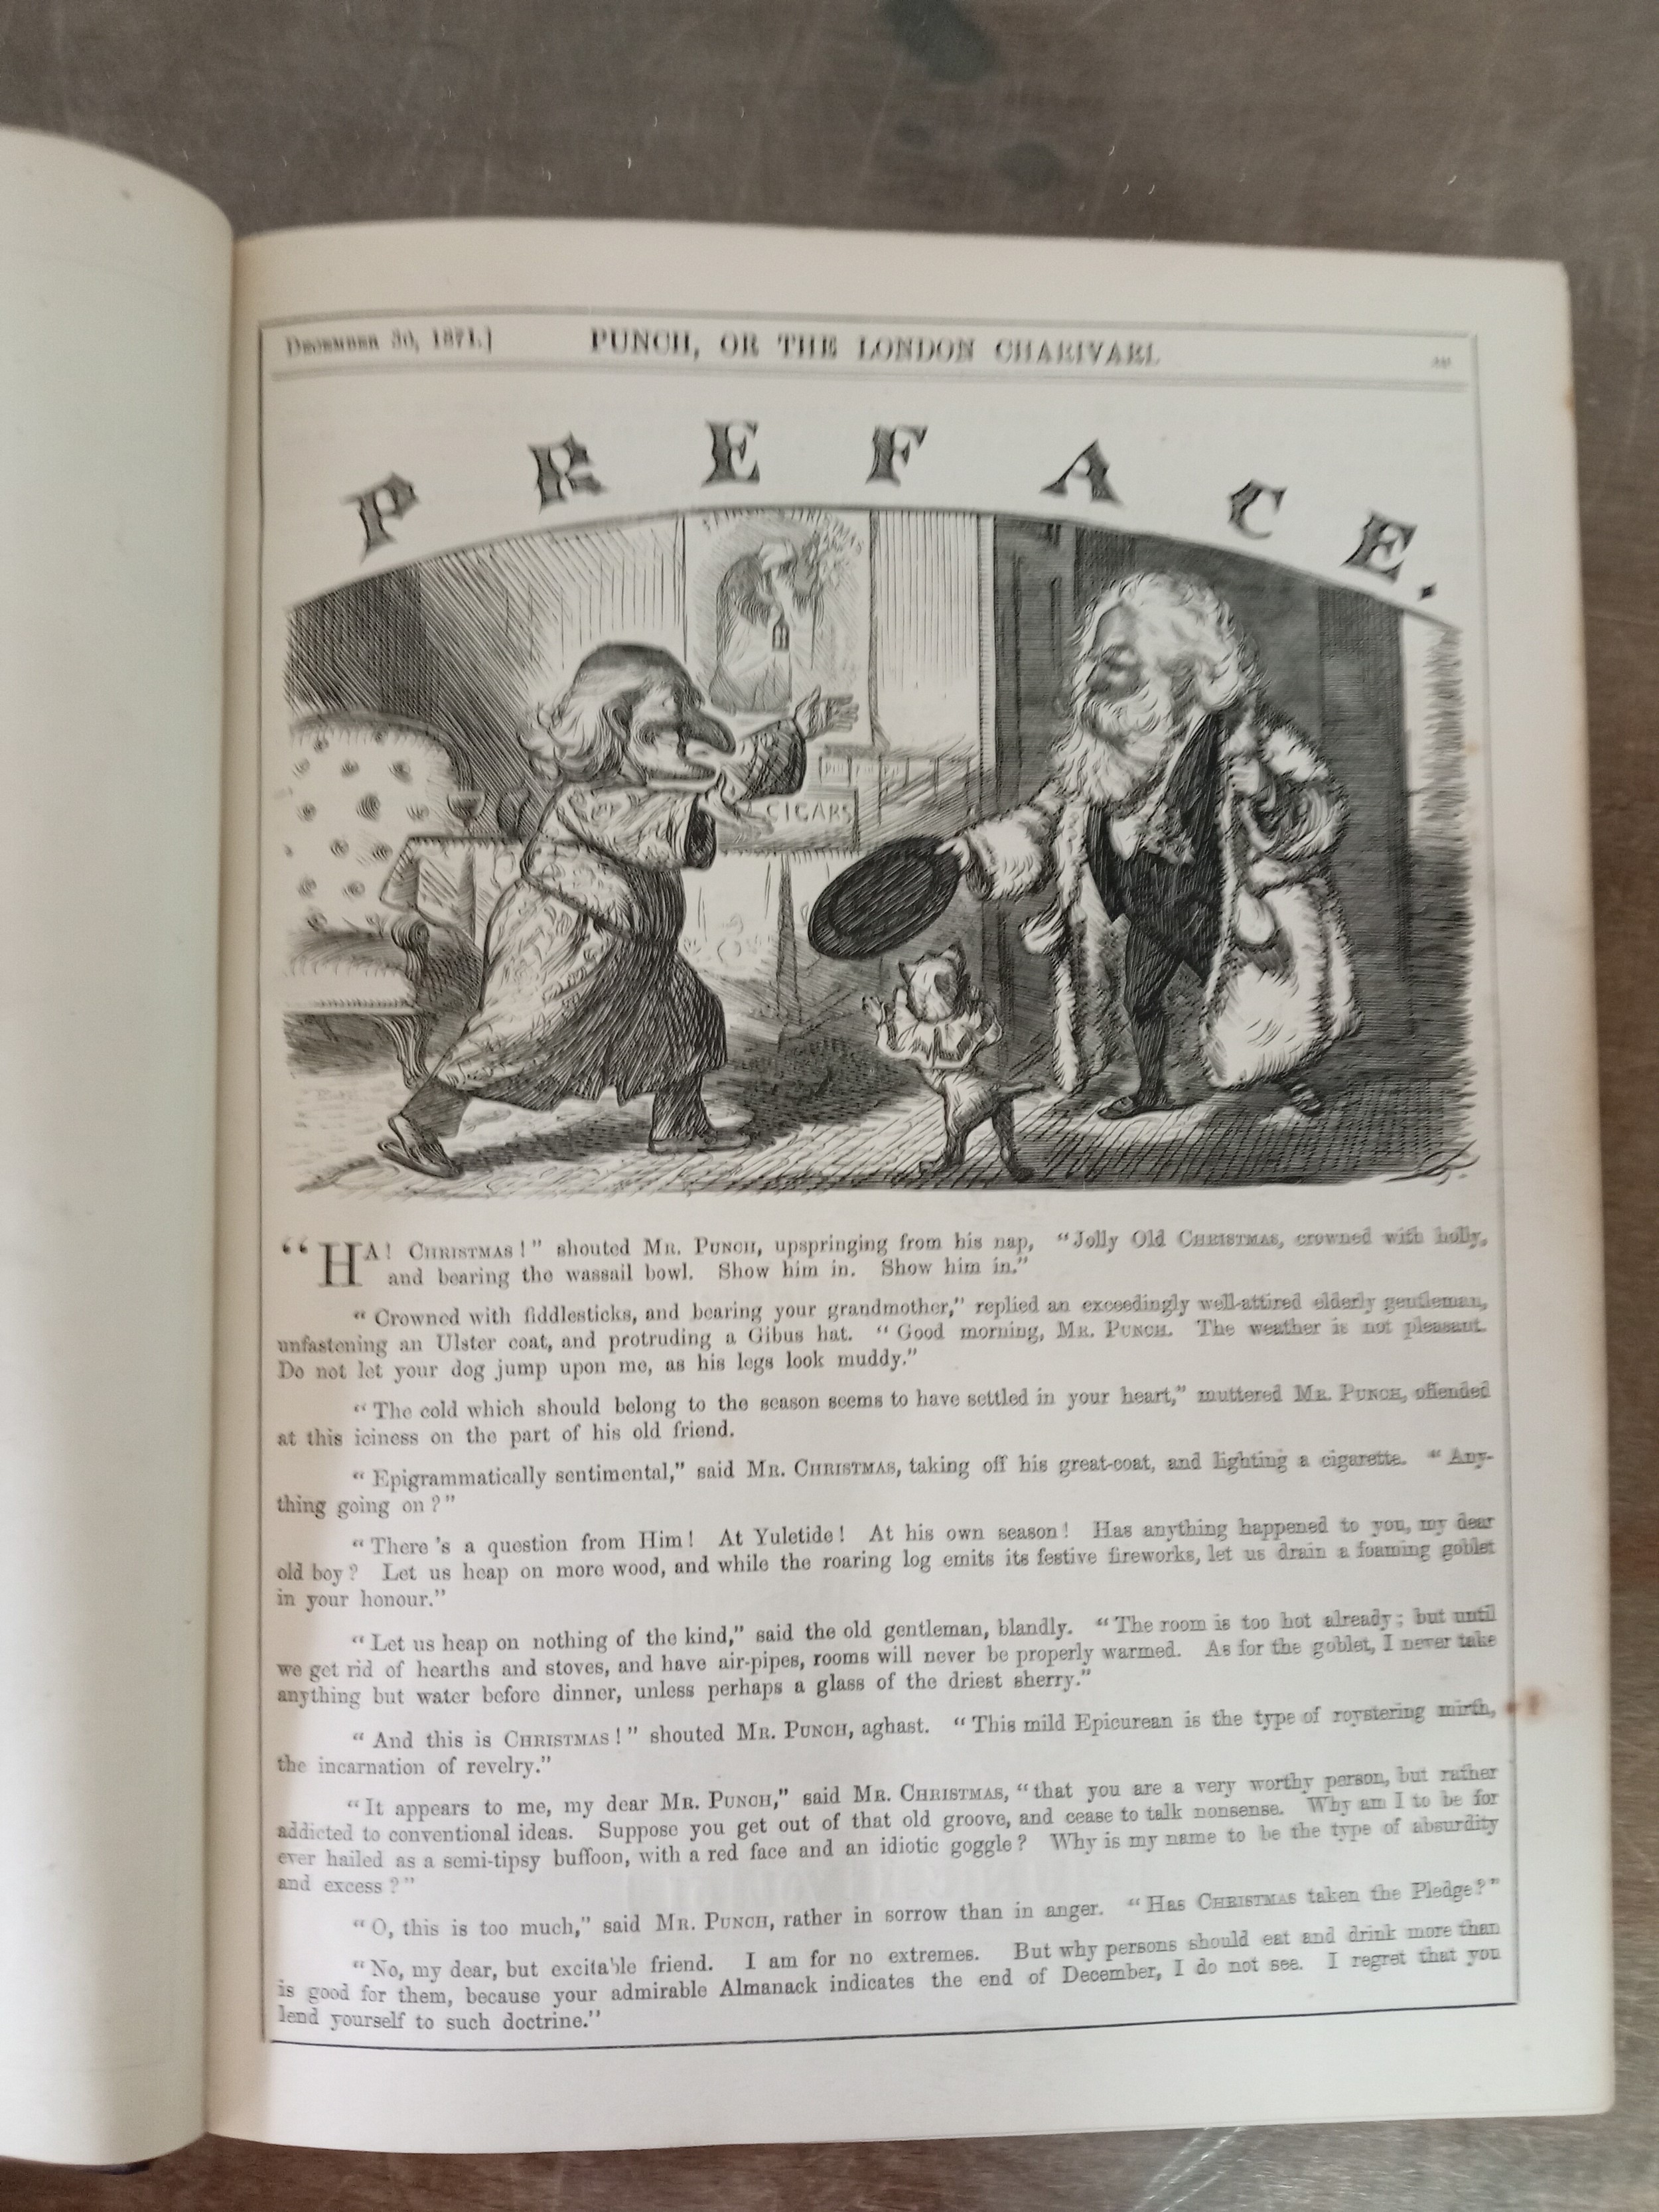 DECEMBER 30, 1871.]
PUNCH, OR THE LONDON CHARIVARI.
PREFACE.
CIGARS
“HA! CHRISTMAS!” shouted MR. PUNCH, upspringing from his nap, “Jolly Old CHRISTMAS, crowned with holly,
and bearing the wassail bowl. Show him in. Show him in.”
“Crowned with fiddlesticks, and bearing your grandmother,” replied an exceedingly well-attired elderly gentleman,
unfastening an Ulster coat, and protruding a Gibus hat. “Good morning, MR. PUNCH. The weather is not pleasant.
Do not let your dog jump upon me, as his legs look muddy.”
“The cold which should belong to the season seems to have settled in your heart,” muttered MR. PUNCH, offended
at this iciness on the part of his old friend.
“Epigrammatically sentimental,” said MR. CHRISTMAS, taking off his great-coat, and lighting a cigarette. “Any-
thing going on?”
“There’s a question from Him! At Yuletide! At his own season! Has anything happened to you, my dear
old boy? Let us heap on more wood, and while the roaring log emits its festive fireworks, let us drain a foaming goblet
in your honour.”
“Let us heap on nothing of the kind,” said the old gentleman, blandly. “The room is too hot already; but until
we get rid of hearths and stoves, and have air-pipes, rooms will never be properly warmed. As for the goblet, I never take
anything but water before dinner, unless perhaps a glass of the driest sherry.”
“And this is CHRISTMAS!” shouted MR. PUNCH, aghast. “This mild Epicurean is the type of roystering mirth,
the incarnation of revelry.”
“It appears to me, my dear MR. PUNCH,” said MR. CHRISTMAS, “that you are a very worthy person, but rather
addicted to conventional ideas. Suppose you get out of that old groove, and cease to talk nonsense. Why am I to be for
ever hailed as a semi-tipsy buffoon, with a red face and an idiotic goggle? Why is my name to be the type of absurdity
and excess?”
“O, this is too much,” said MR. PUNCH, rather in sorrow than in anger. “Has CHRISTMAS taken the Pledge?”
“No, my dear, but excitable friend. I am for no extremes. But why persons should eat and drink more than
is good for them, because your admirable Almanack indicates the end of December, I do not see. I regret that you
lend yourself to such doctrine.”